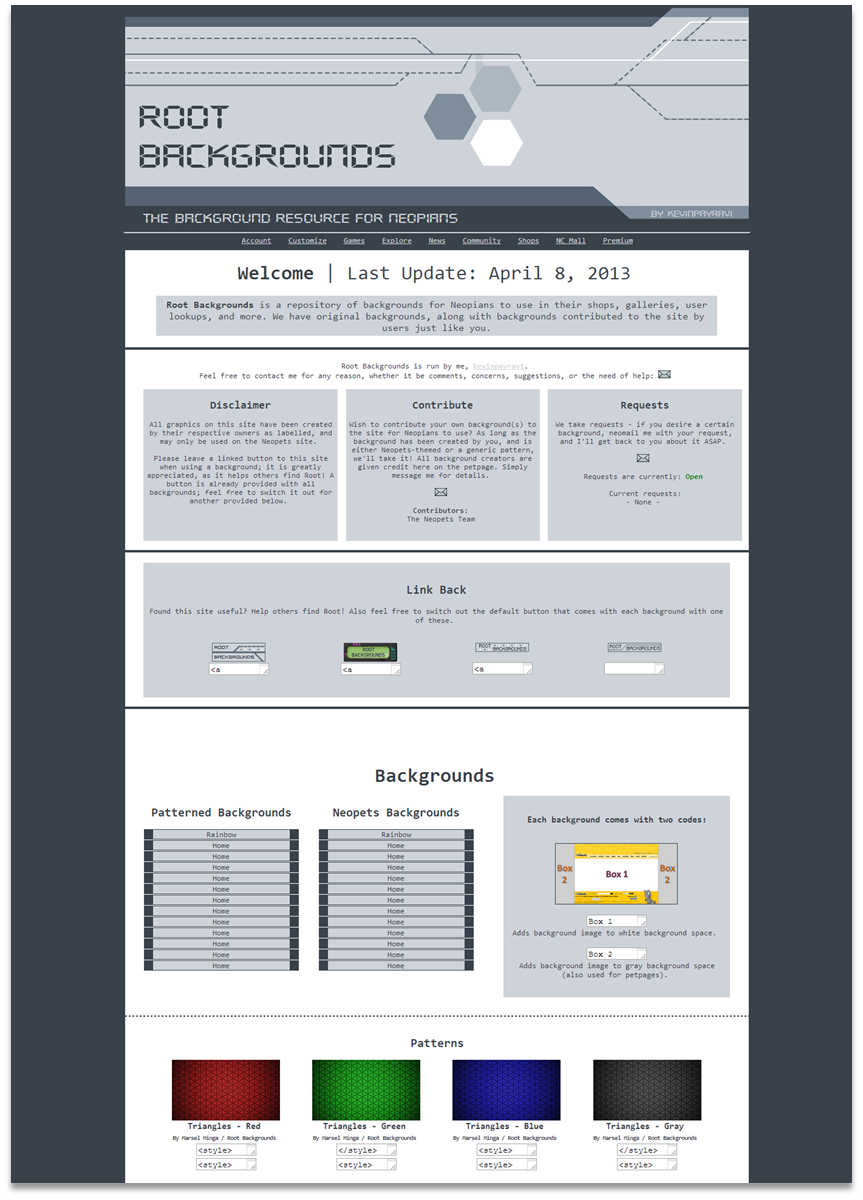 ROOT
BACKGROUNDS
THE BACKGROUND RESOURCE FOR NEOPIANS
BY KEVINPAYRAVI
Account Customize Games Explore News Community Shops NC Mall Premium
Welcome | Last Update: April 8, 2013
Root Backgrounds is a repository of backgrounds for Neopians to use in their shops, galleries, user
lookups, and more. We have original backgrounds, along with backgrounds contributed to the site by
users just like you.
Root Backgrounds is run by me, kevinpayravi.
Feel free to contact me for any reason, whether it be comments, concerns, suggestions, or the need of help:
Disclaimer
All graphics on this site have been created
by their respective owners as labelled, and
may only be used on the Neopets site.
Please leave a linked button to this site
when using a background; it is greatly
appreciated, as it helps others find Root! A
button is already provided with all
backgrounds; feel free to switch it out for
another provided below.
Contribute
Wish to contribute your own background(s) to
the site for Neopians to use? As long as the
background has been created by you, and is
either Neopets-themed or a generic pattern,
we'll take it! All background creators are
given credit here on the petpage. Simply
message me for details.
Contributors:
The Neopets Team
Requests
We take requests - if you desire a certain
background, neomail me with your request,
and I'll get back to you about it ASAP.
Requests are currently: Open
Current requests:
- None -
Link Back
Found this site useful? Help others find Root! Also feel free to switch out the default button that comes with each background with one
of these.
ROOT
BACKGROUNDS
ROOT
BACKGROUNDS
ROOT
BACKGROUNDS
ROOT/BACKGROUNDS
<a
<a
<a
Backgrounds
Patterned Backgrounds
Rainbow
Home
Home
Home
Home
Home
Home
Home
Home
Home
Home
Home
Home
Neopets Backgrounds
Rainbow
Home
Home
Home
Home
Home
Home
Home
Home
Home
Home
Home
Home
Each background comes with two codes:
Box 2
Box 1
Box 2
Box 1
Adds background image to white background space.
Box 2
Adds background image to gray background space
(also used for petpages).
Patterns
Triangles - Red
By Marsel Minga / Root Backgrounds
<style>
<style>
Triangles - Green
By Marsel Minga / Root Backgrounds
</style>
<style>
Triangles - Blue
By Marsel Minga / Root Backgrounds
<style>
<style>
Triangles - Gray
By Marsel Minga / Root Backgrounds
</style>
<style>